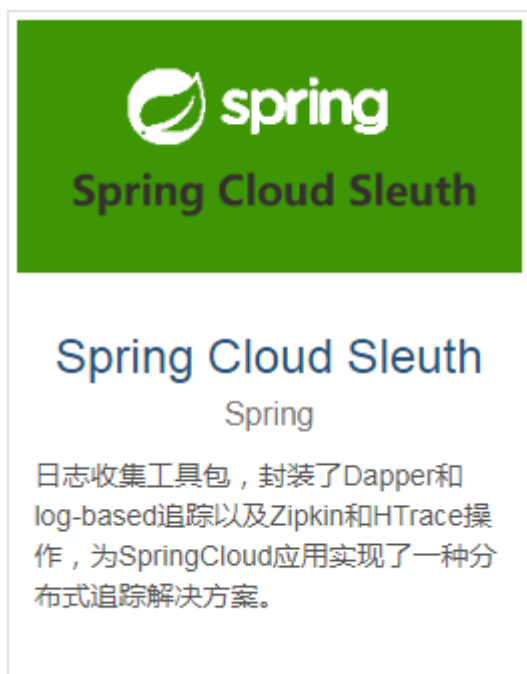 spring
Spring Cloud Sleuth
Spring Cloud Sleuth
Spring
日志收集工具包，封装了Dapper和
log-based追踪以及Zipkin和HTrace操
作，为SpringCloud应用实现了一种分
布式追踪解决方案。